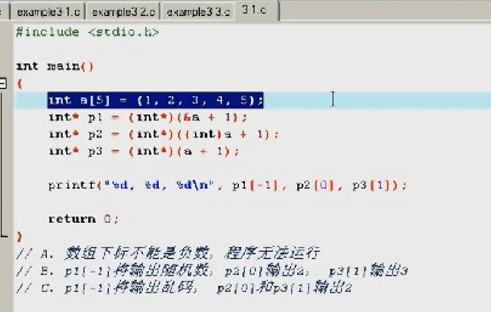 example3 1.c example3 2.c example3 3.c 3 1.c
#include <stdio.h>
int main()
{
int a[5] = {1, 2, 3, 4, 5};
int* p1 = (int*)(&a + 1);
int* p2 = (int*)((int)a + 1);
int* p3 = (int*)(a + 1);
printf("%d, %d, %d\n", p1[-1], p2[0], p3[1]);
return 0;
}
// A. 数组下标不能是负数，程序无法运行
// B. p1[-1]将输出随机数，p2[0]输出2， p3[1]输出3
// C. p1[-1]将输出乱码， p2[0]和p3[1]输出2